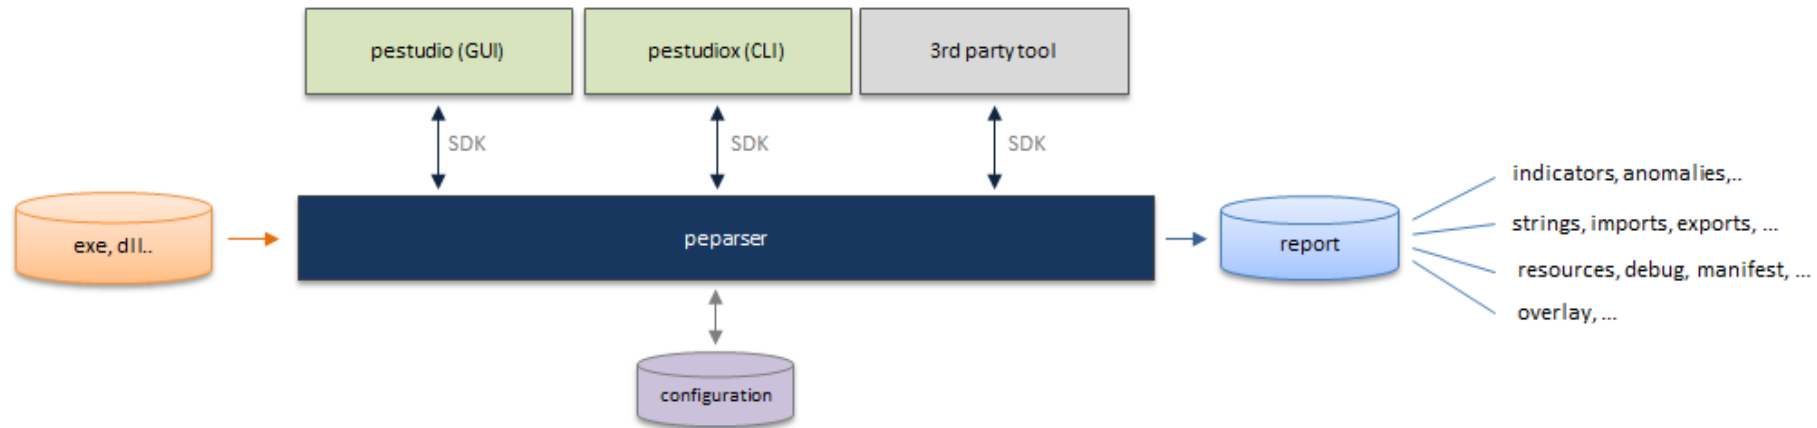 pestudio (GUI)
pestudiox (CLI)
3rd party tool
SDK
SDK
SDK
exe, dll..
peparser
report
indicators, anomalies,..
strings, imports, exports, ...
resources, debug, manifest, ...
overlay, ...
configuration